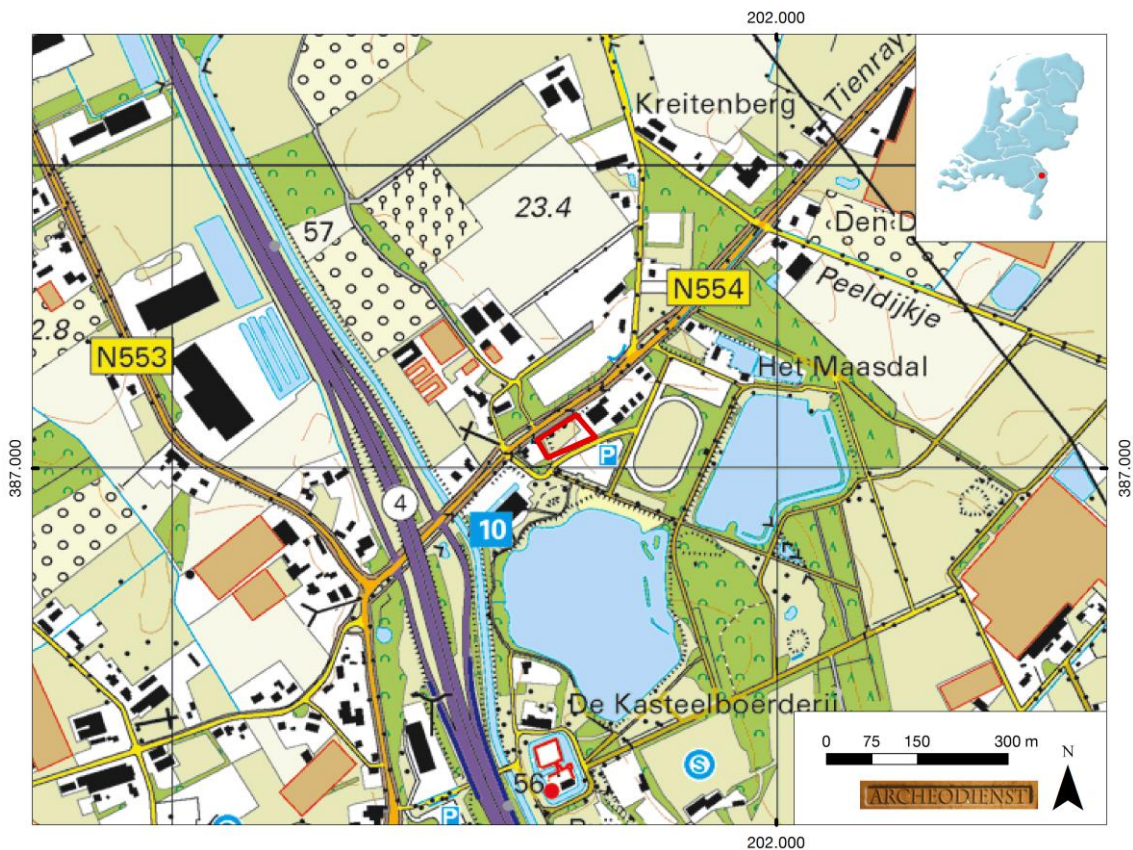 202.000
Kreitenberg
Tienray
23.4
57
Den D
N554
Peeldijkje
2.8
N553
Het Maasdal
387.000
387.000
P
4
10
De Kasteelboerderij
S
56
P
0 75 150 300 m
N
ARCHEODIENST
202.000